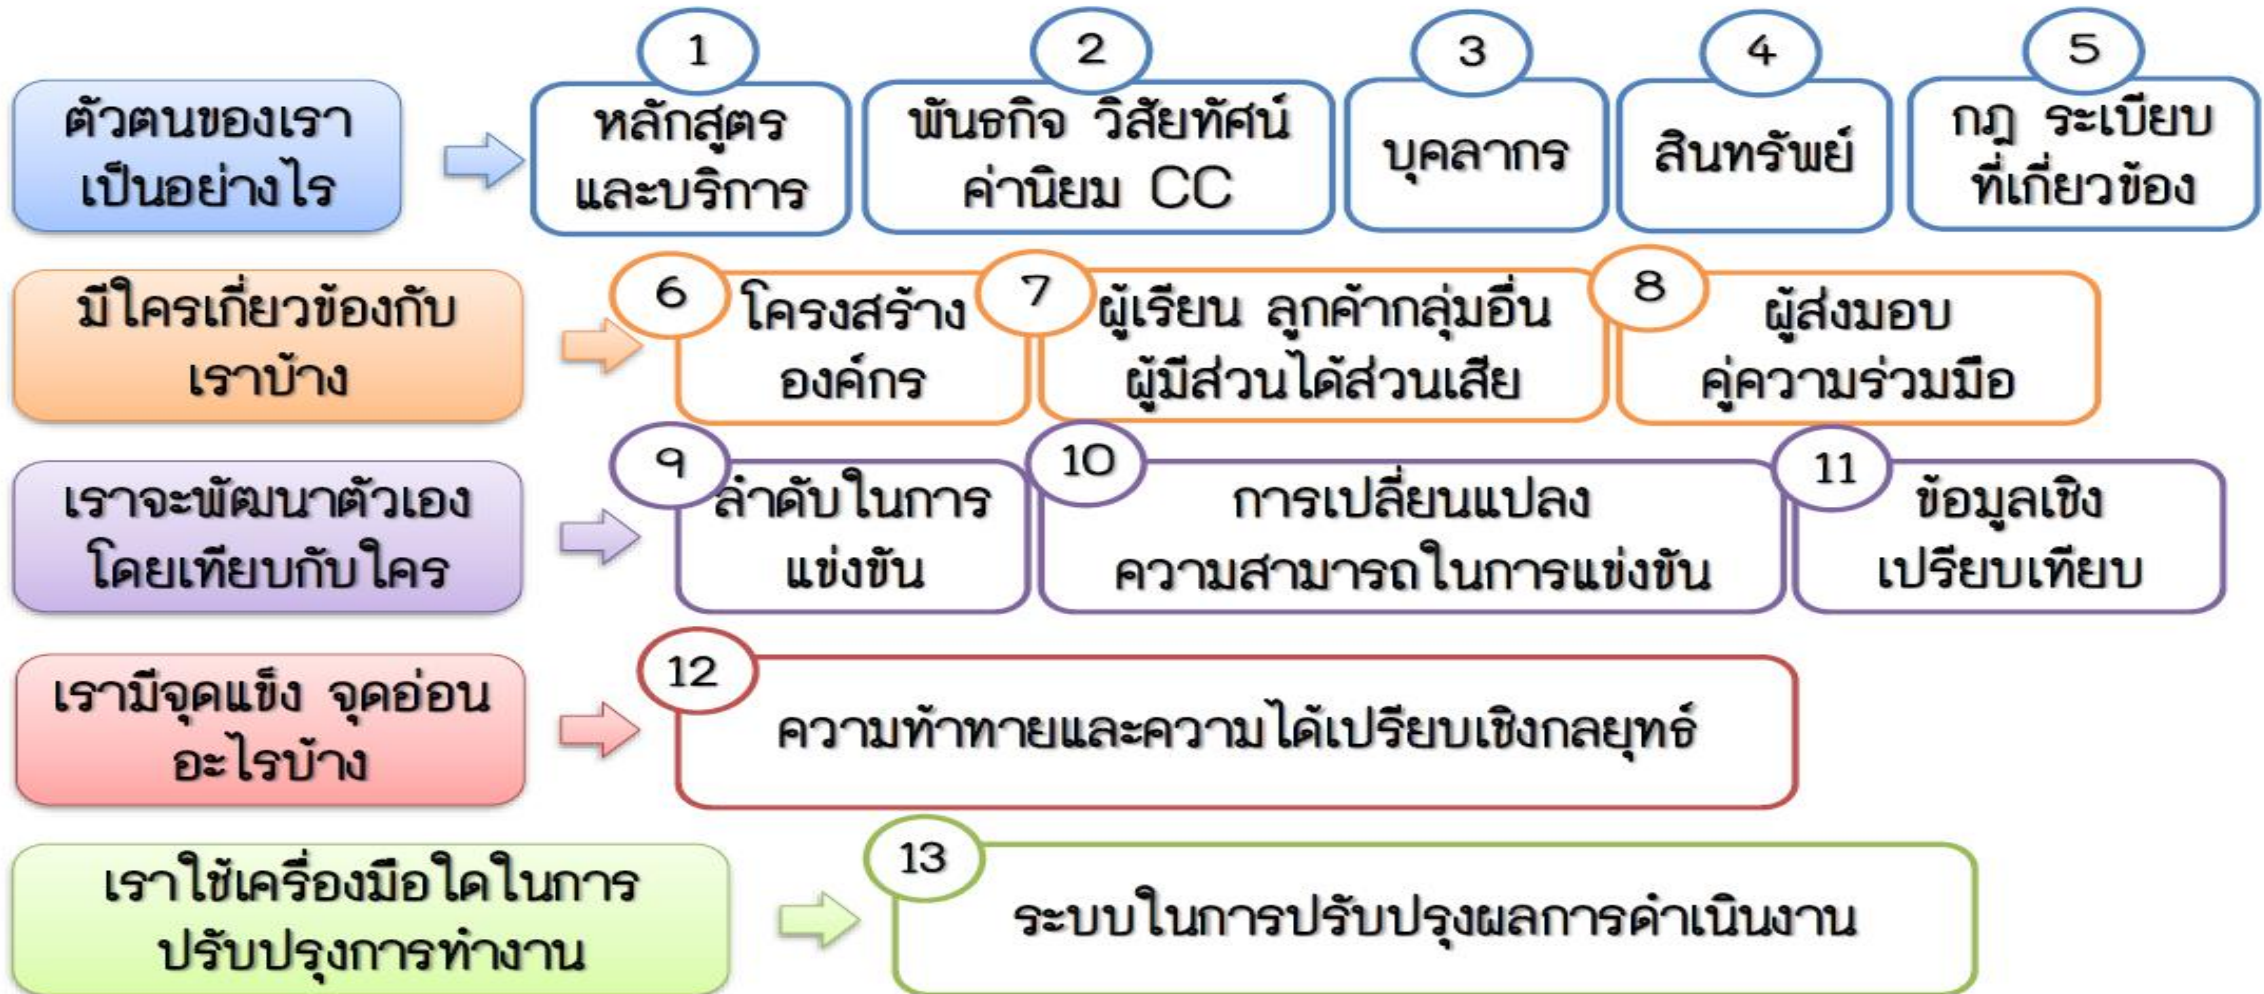 ตัวตนของเรา
เป็นอย่างไร
1
หลักสูตร
และบริการ
2
พันธกิจ วิสัยทัศน์
ค่านิยม CC
3
บุคลากร
4
สินทรัพย์
5
กฎ ระเบียบ
ที่เกี่ยวข้อง
มีใครเกี่ยวข้องกับ
เราบ้าง
6
โครงสร้าง
องค์กร
7
ผู้เรียน ลูกค้ากลุ่มอื่น
ผู้มีส่วนได้ส่วนเสีย
8
ผู้ส่งมอบ
คู่ความร่วมมือ
เราจะพัฒนาตัวเอง
โดยเทียบกับใคร
9
ลำดับในการ
แข่งขัน
10
การเปลี่ยนแปลง
ความสามารถในการแข่งขัน
11
ข้อมูลเชิง
เปรียบเทียบ
เรามีจุดแข็ง จุดอ่อน
อะไรบ้าง
12
ความท้าทายและความได้เปรียบเชิงกลยุทธ์
เราใช้เครื่องมือใดในการ
ปรับปรุงการทำงาน
13
ระบบในการปรับปรุงผลการดำเนินงาน